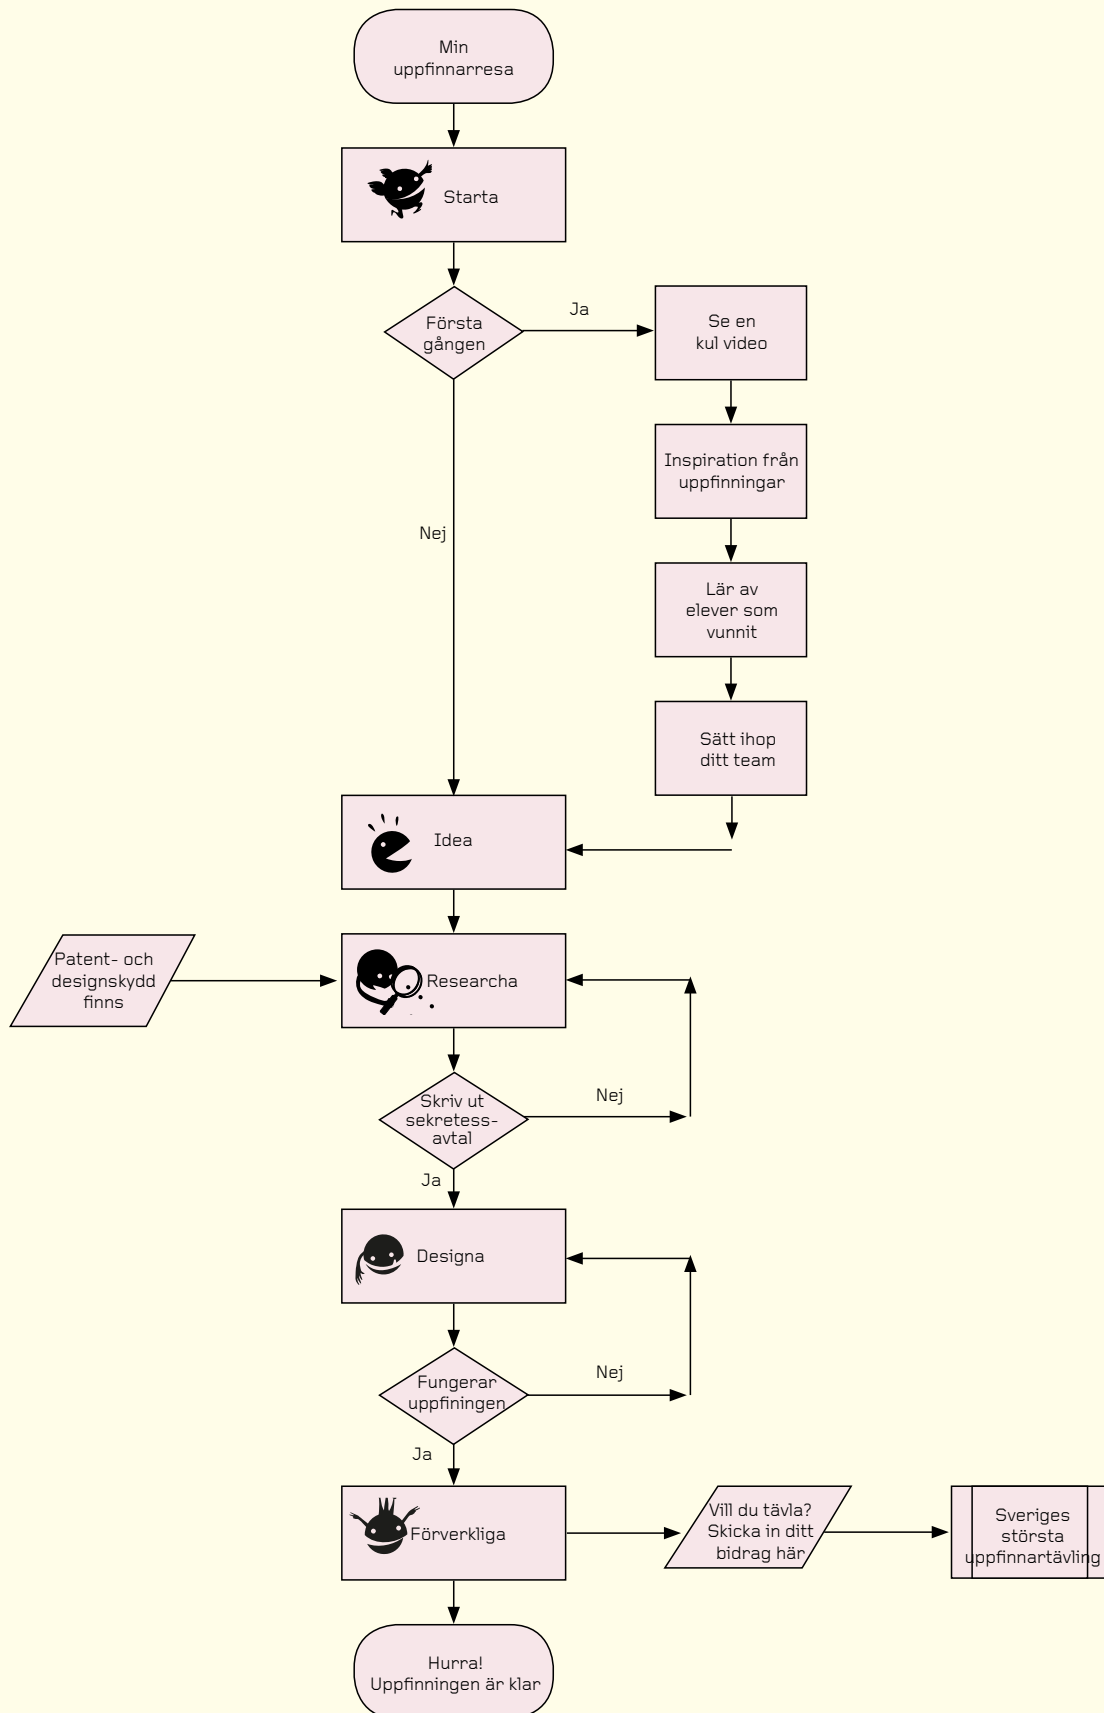 Min
uppfinnarresa
Starta
Första
gången
Ja
Se en
kul video
Inspiration från
uppfinningar
Nej
Lär av
elever som
vunnit
Sätt ihop
ditt team
Idea
Patent- och
designskydd
finns
Researcha
Skriv ut
sekretess-
avtal
Nej
Ja
Designa
Fungerar
uppfiningen
Nej
Ja
Förverkliga
Vill du tävla?
Skicka in ditt
bidrag här
Sveriges
största
uppfinnartävling
Hurra!
Uppfinningen är klar